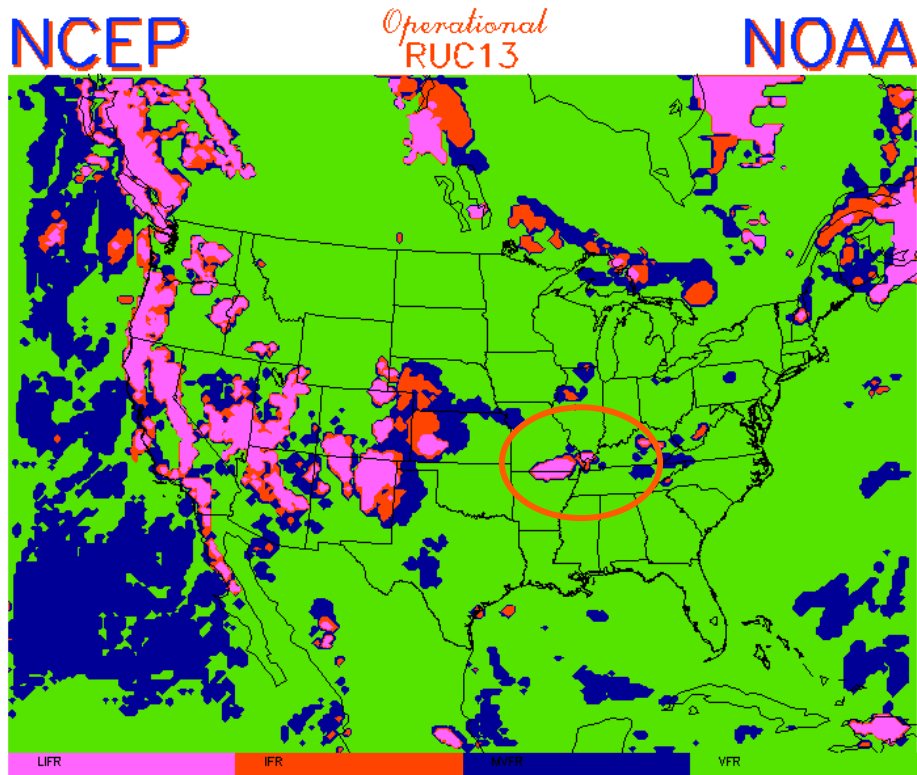 NCEP
Operational
RUC13
NOAA
LIFR
IFR
MVFR
VFR